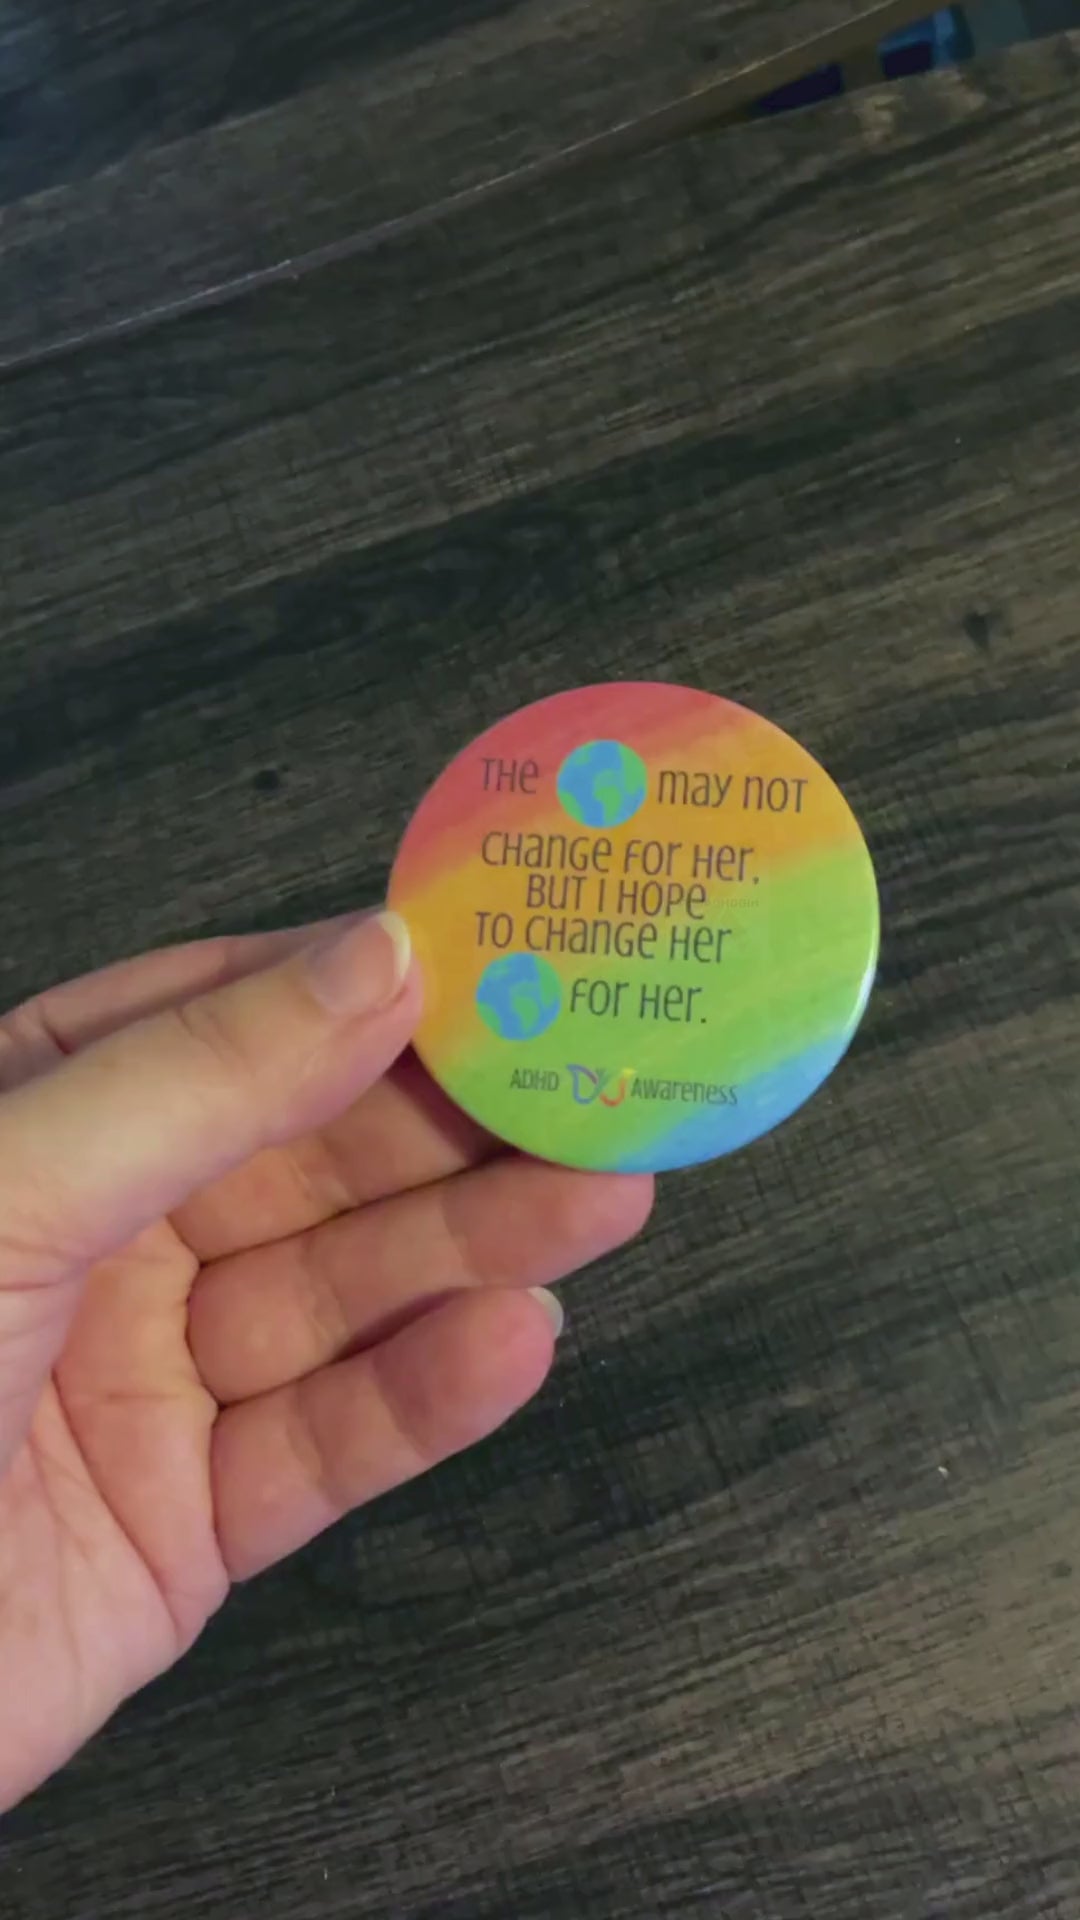 THE may NOT
CHanGe For Her,
BUT I HOPe
TO CHanGe Her
For Her.
ADHD Awareness